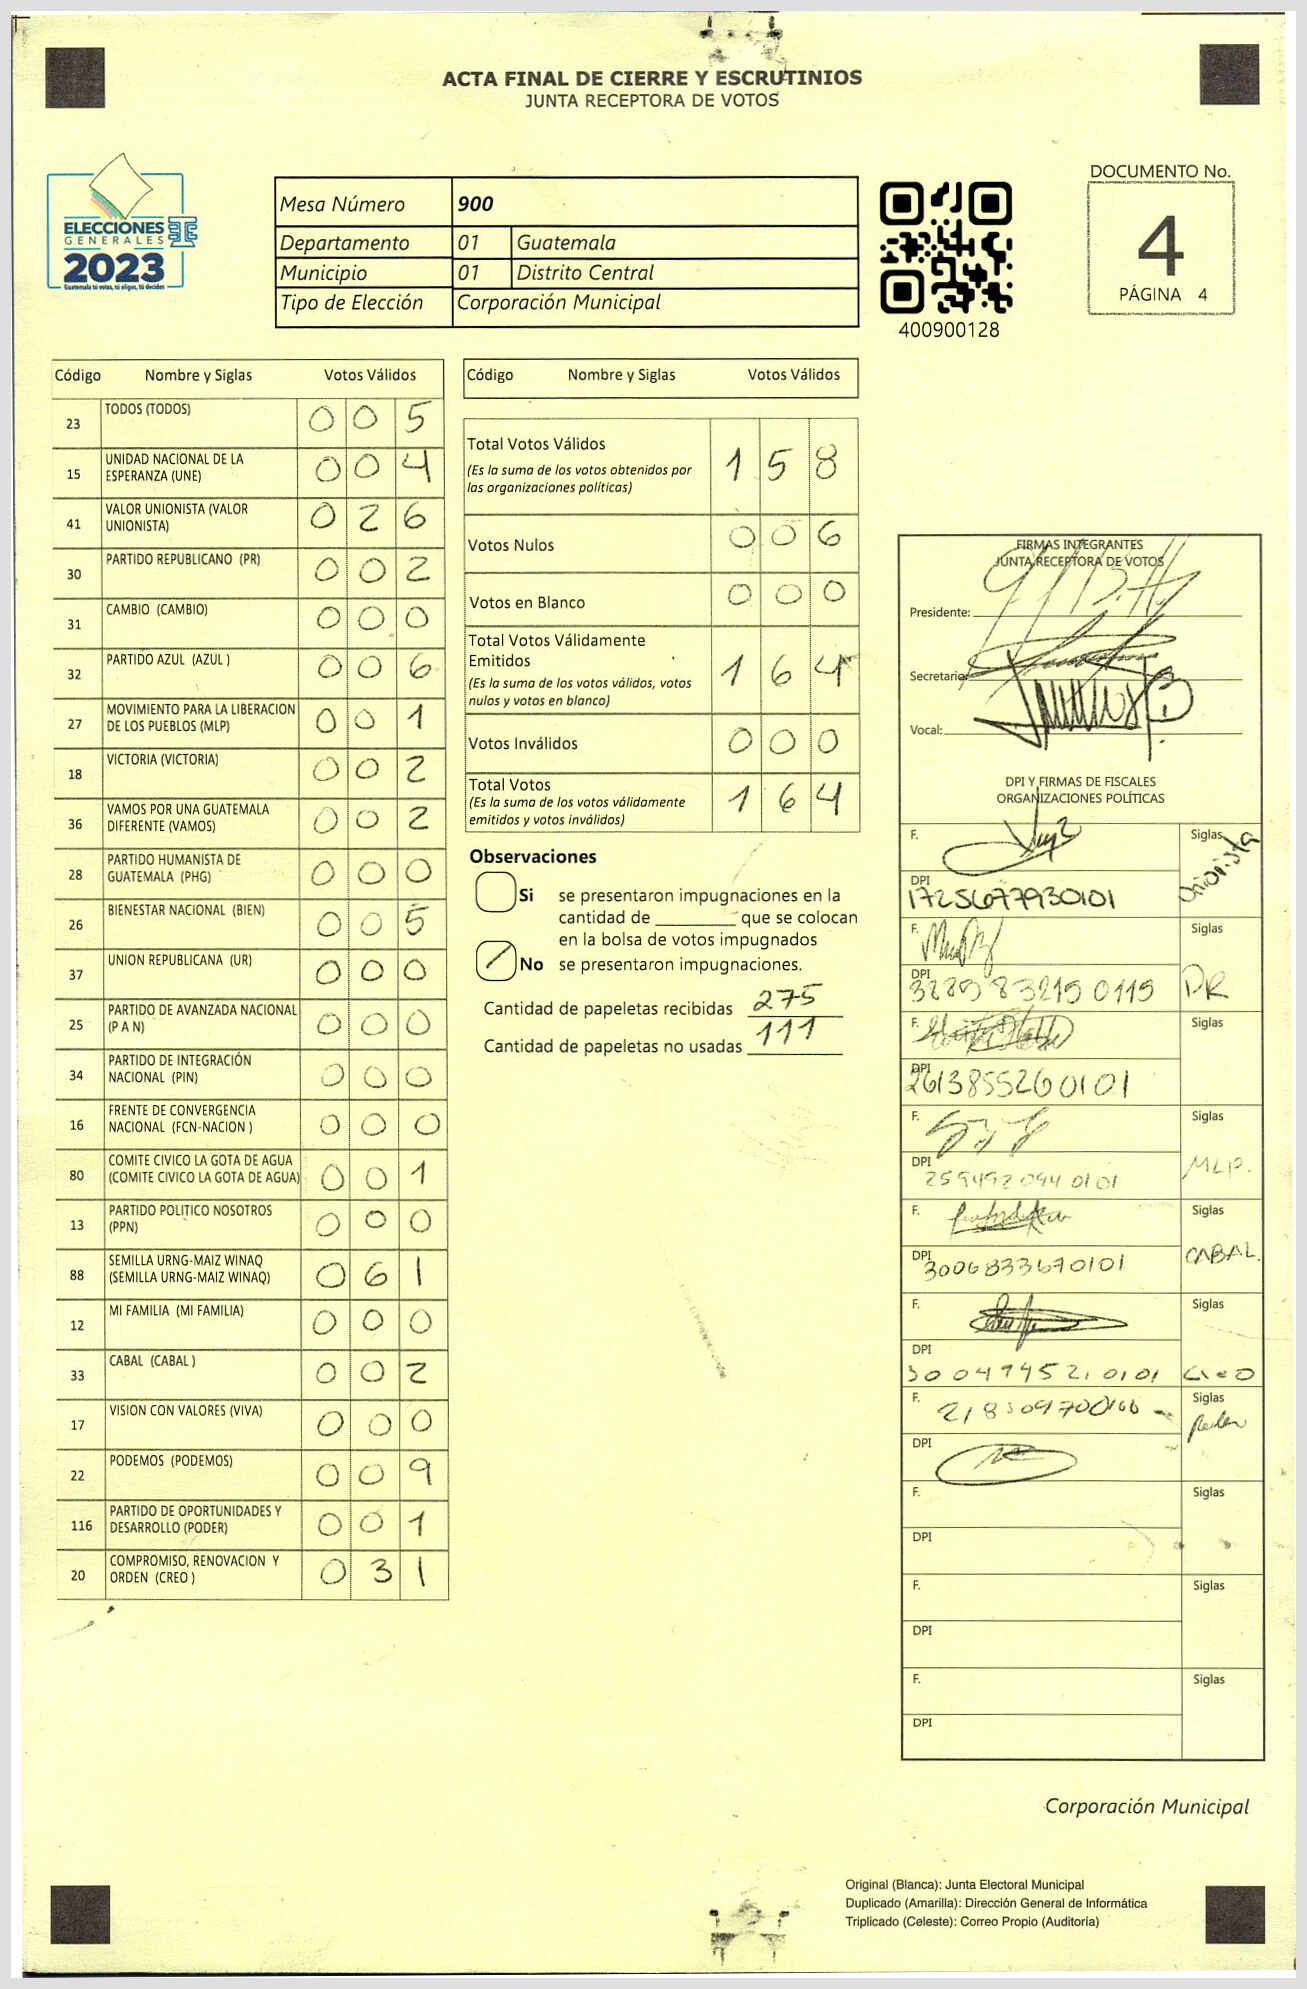 ACTA FINAL DE CIERRE Y ESCRUTINIOS
JUNTA RECEPTORA DE VOTOS
ELECCIONES
GENERALES
2023
Guatemala tú votas, tú eliges, tú decides
Mesa Número 900
Departamento 01 Guatemala
Municipio 01 Distrito Central
Tipo de Elección Corporación Municipal
400900128
DOCUMENTO No.
4
PÁGINA 4
Código Nombre y Siglas Votos Válidos
23 TODOS (TODOS) 0 0 5
15 UNIDAD NACIONAL DE LA
ESPERANZA (UNE) 0 0 4
41 VALOR UNIONISTA (VALOR
UNIONISTA) 0 2 6
30 PARTIDO REPUBLICANO (PR) 0 0 2
31 CAMBIO (CAMBIO) 0 0 0
32 PARTIDO AZUL (AZUL ) 0 0 6
27 MOVIMIENTO PARA LA LIBERACION
DE LOS PUEBLOS (MLP) 0 0 1
18 VICTORIA (VICTORIA) 0 0 2
36 VAMOS POR UNA GUATEMALA
DIFERENTE (VAMOS) 0 0 2
28 PARTIDO HUMANISTA DE
GUATEMALA (PHG) 0 0 0
26 BIENESTAR NACIONAL (BIEN) 0 0 5
37 UNION REPUBLICANA (UR) 0 0 0
25 PARTIDO DE AVANZADA NACIONAL
(P A N) 0 0 0
34 PARTIDO DE INTEGRACIÓN
NACIONAL (PIN) 0 0 0
16 FRENTE DE CONVERGENCIA
NACIONAL (FCN-NACION ) 0 0 0
80 COMITE CIVICO LA GOTA DE AGUA
(COMITE CIVICO LA GOTA DE AGUA) 0 0 1
13 PARTIDO POLITICO NOSOTROS
(PPN) 0 0 0
88 SEMILLA URNG-MAIZ WINAQ
(SEMILLA URNG-MAIZ WINAQ) 0 6 1
12 MI FAMILIA (MI FAMILIA) 0 0 0
33 CABAL (CABAL ) 0 0 2
17 VISION CON VALORES (VIVA) 0 0 0
22 PODEMOS (PODEMOS) 0 0 9
116 PARTIDO DE OPORTUNIDADES Y
DESARROLLO (PODER) 0 0 1
20 COMPROMISO, RENOVACION Y
ORDEN (CREO ) 0 3 1
Código Nombre y Siglas Votos Válidos
Total Votos Válidos 1 5 8
(Es la suma de los votos obtenidos por
las organizaciones políticas)
Votos Nulos 0 0 6
Votos en Blanco 0 0 0
Total Votos Válidamente
Emitidos 1 6 4
(Es la suma de los votos válidos, votos
nulos y votos en blanco)
Votos Inválidos 0 0 0
Total Votos 1 6 4
(Es la suma de los votos válidamente
emitidos y votos inválidos)
Observaciones
Si se presentaron impugnaciones en la
cantidad de ________ que se colocan
en la bolsa de votos impugnados
No se presentaron impugnaciones.
Cantidad de papeletas recibidas 275
Cantidad de papeletas no usadas 111
FIRMAS INTEGRANTES
JUNTA RECEPTORA DE VOTOS
Presidente:
Secretario:
Vocal:
DPI Y FIRMAS DE FISCALES
ORGANIZACIONES POLÍTICAS
F. Siglas
Unionista
DPI
1725677930101
F. Siglas
DPI
3289832190119 PR
F. Siglas
DPI
2613855260101
F. Siglas
DPI MLP.
2594920940101
F. Siglas
DPI CABAL.
3006833670101
F. Siglas
DPI
3004945210101 Creo
F. Siglas
DPI
F. Siglas
DPI
F. Siglas
DPI
F. Siglas
DPI
Corporación Municipal
Original (Blanca): Junta Electoral Municipal
Duplicado (Amarilla): Dirección General de Informática
Triplicado (Celeste): Correo Propio (Auditoría)